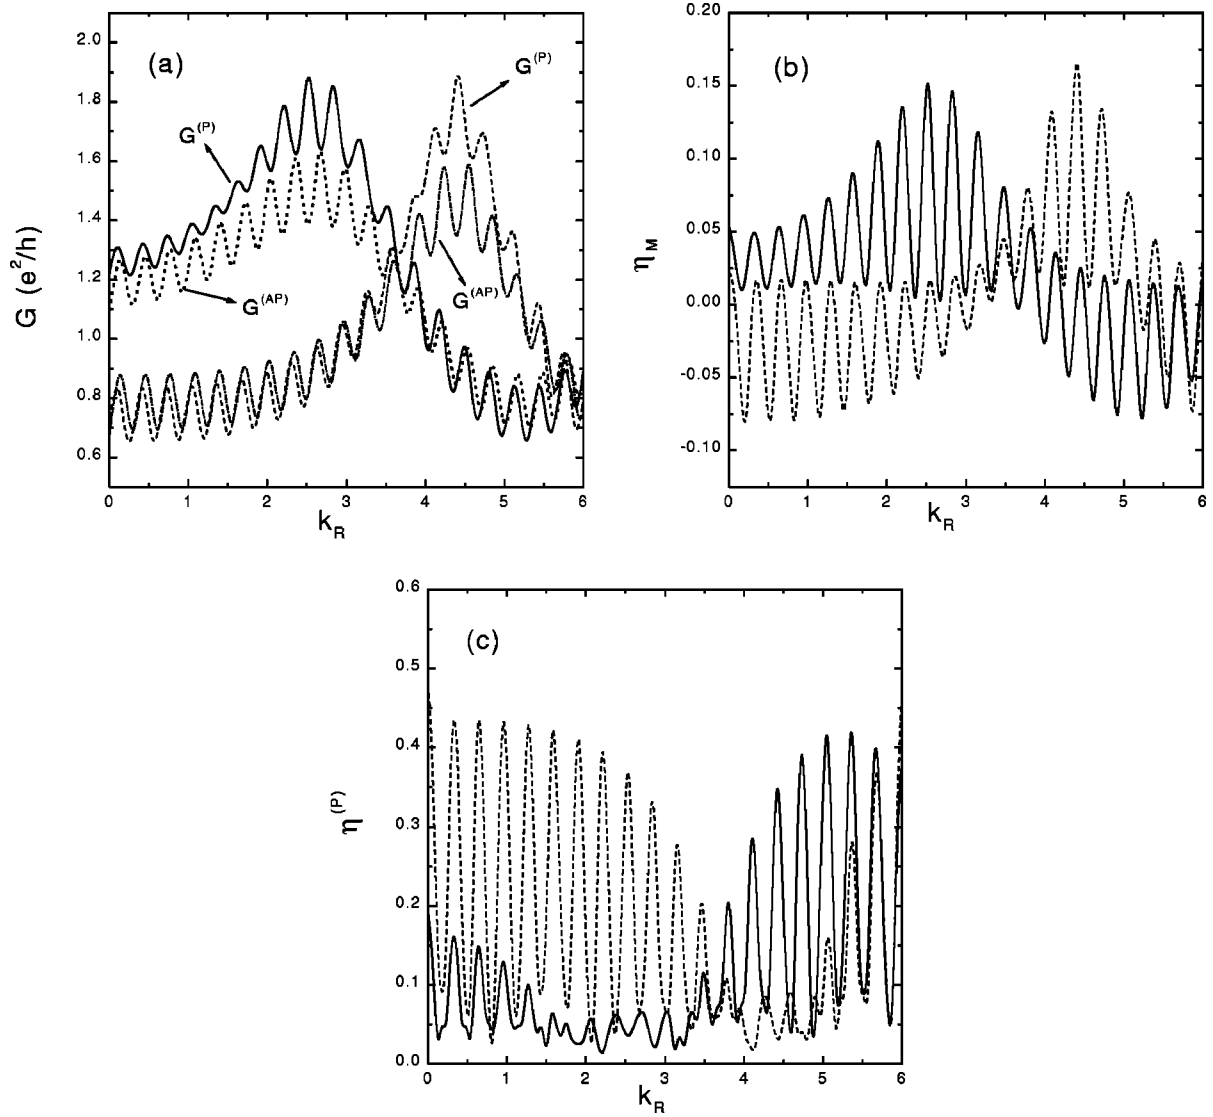 (a)
G (e²/h)
2.0
1.8
1.6
1.4
1.2
1.0
0.8
0.6
G^(P)
G^(P)
G^(AP)
G^(AP)
0 1 2 3 4 5 6
k_R
(b)
η_M
0.20
0.15
0.10
0.05
0.00
-0.05
-0.10
0 1 2 3 4 5 6
k_R
(c)
η^(P)
0.6
0.5
0.4
0.3
0.2
0.1
0.0
0 1 2 3 4 5 6
k_R